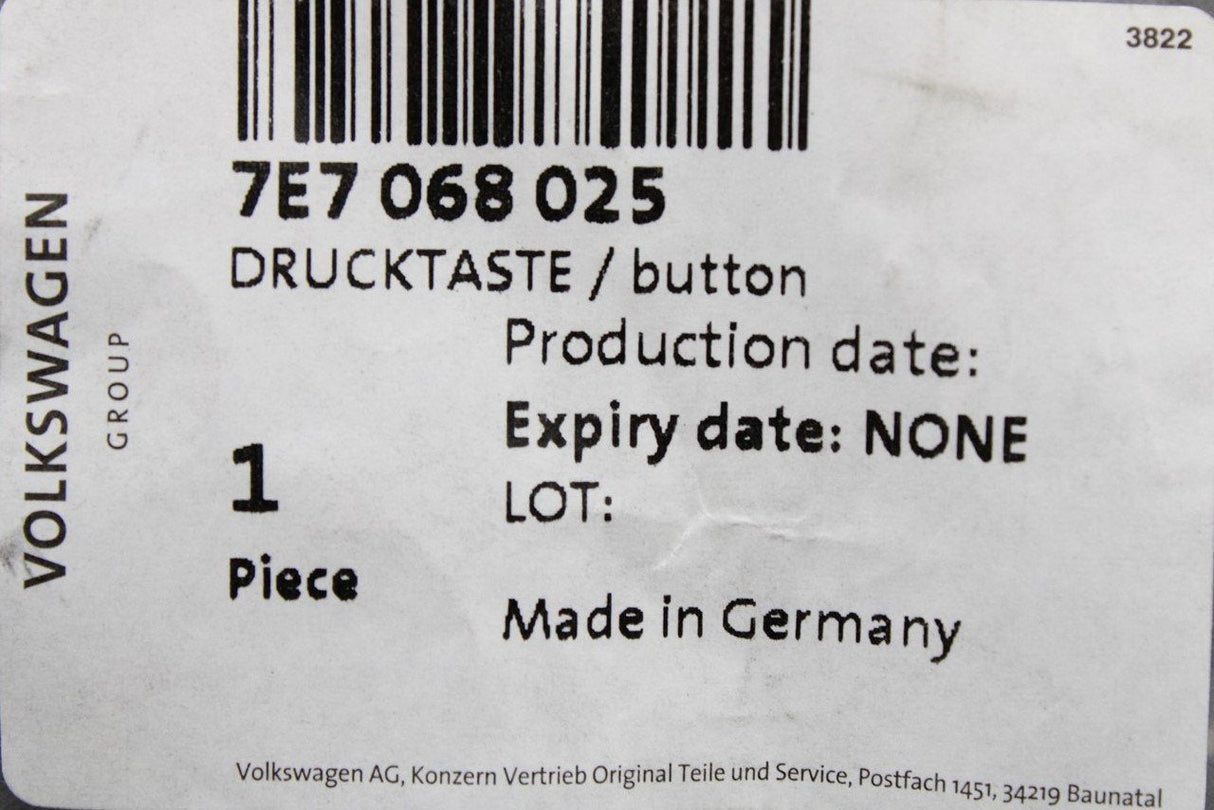 3822
7E7 068 025
DRUCKTASTE / button
Production date:
Expiry date: NONE
LOT:
1
Piece
Made in Germany
VOLKSWAGEN
GROUP
Volkswagen AG, Konzern Vertrieb Original Teile und Service, Postfach 1451, 34219 Baunatal